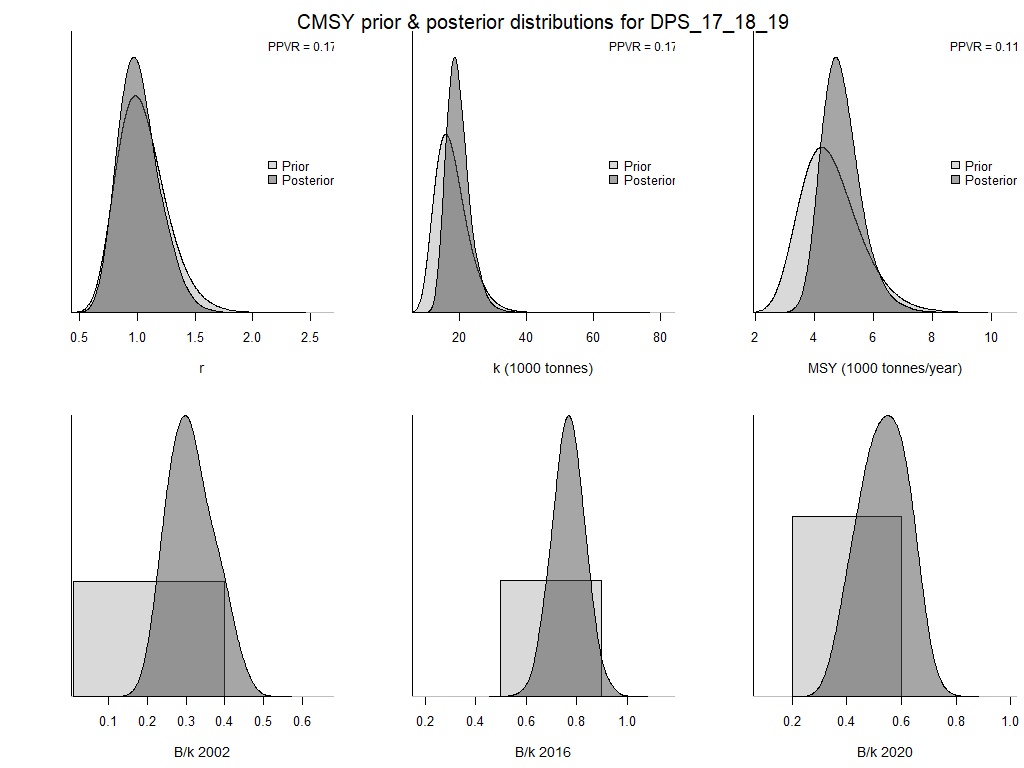 CMSY prior & posterior distributions for DPS_17_18_19
PPVR = 0.17
Prior
Posterior
0.5 1.0 1.5 2.0 2.5
r
PPVR = 0.17
Prior
Posterior
20 40 60 80
k (1000 tonnes)
PPVR = 0.11
Prior
Posterior
2 4 6 8 10
MSY (1000 tonnes/year)
0.1 0.2 0.3 0.4 0.5 0.6
B/k 2002
0.2 0.4 0.6 0.8 1.0
B/k 2016
0.2 0.4 0.6 0.8 1.0
B/k 2020